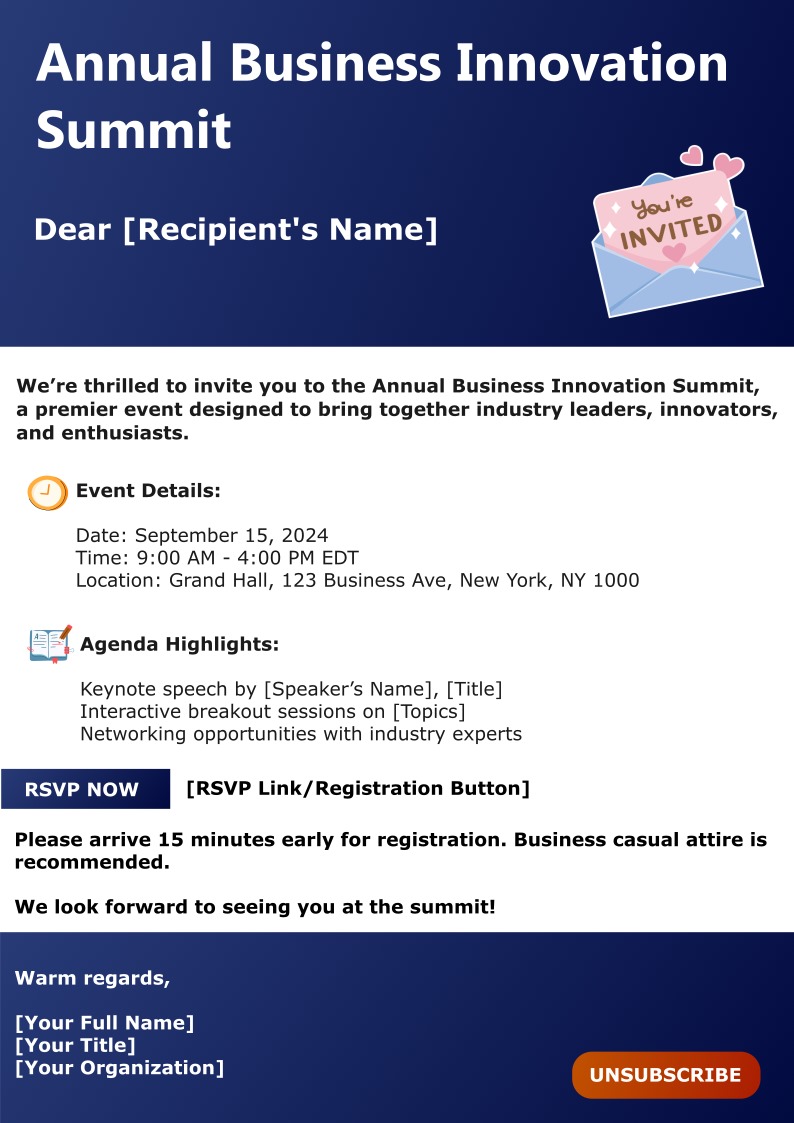 Annual Business Innovation
Summit
Dear [Recipient's Name]
You're
INVITED
We’re thrilled to invite you to the Annual Business Innovation Summit,
a premier event designed to bring together industry leaders, innovators,
and enthusiasts.
Event Details:
Date: September 15, 2024
Time: 9:00 AM - 4:00 PM EDT
Location: Grand Hall, 123 Business Ave, New York, NY 1000
Agenda Highlights:
Keynote speech by [Speaker’s Name], [Title]
Interactive breakout sessions on [Topics]
Networking opportunities with industry experts
RSVP NOW [RSVP Link/Registration Button]
Please arrive 15 minutes early for registration. Business casual attire is
recommended.
We look forward to seeing you at the summit!
Warm regards,
[Your Full Name]
[Your Title]
[Your Organization]
UNSUBSCRIBE